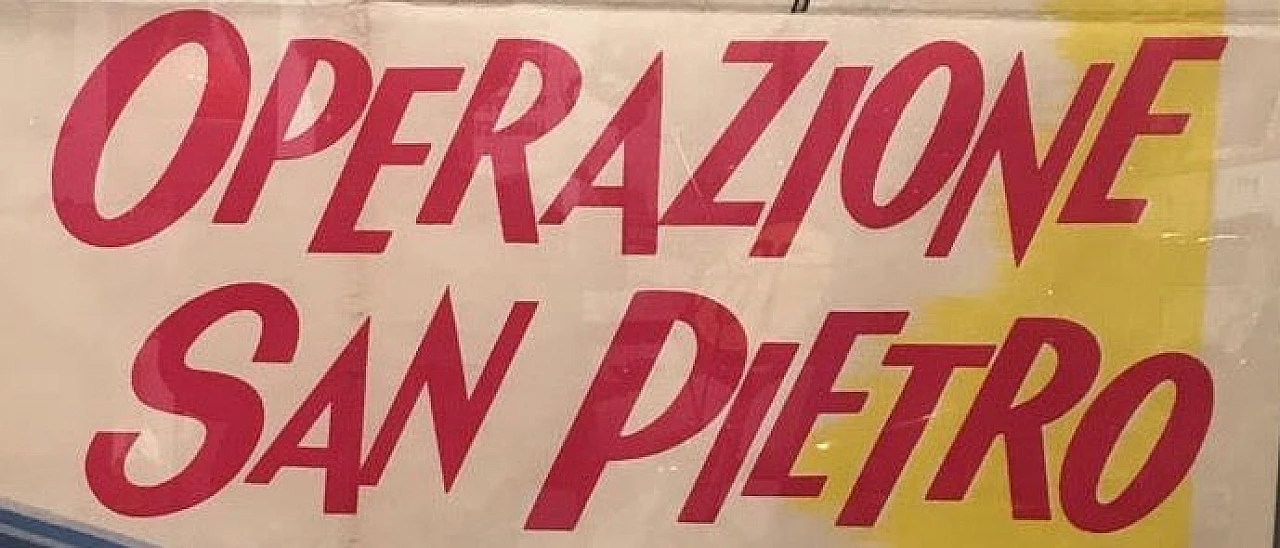 OPERAZIONE
SAN PIETRO